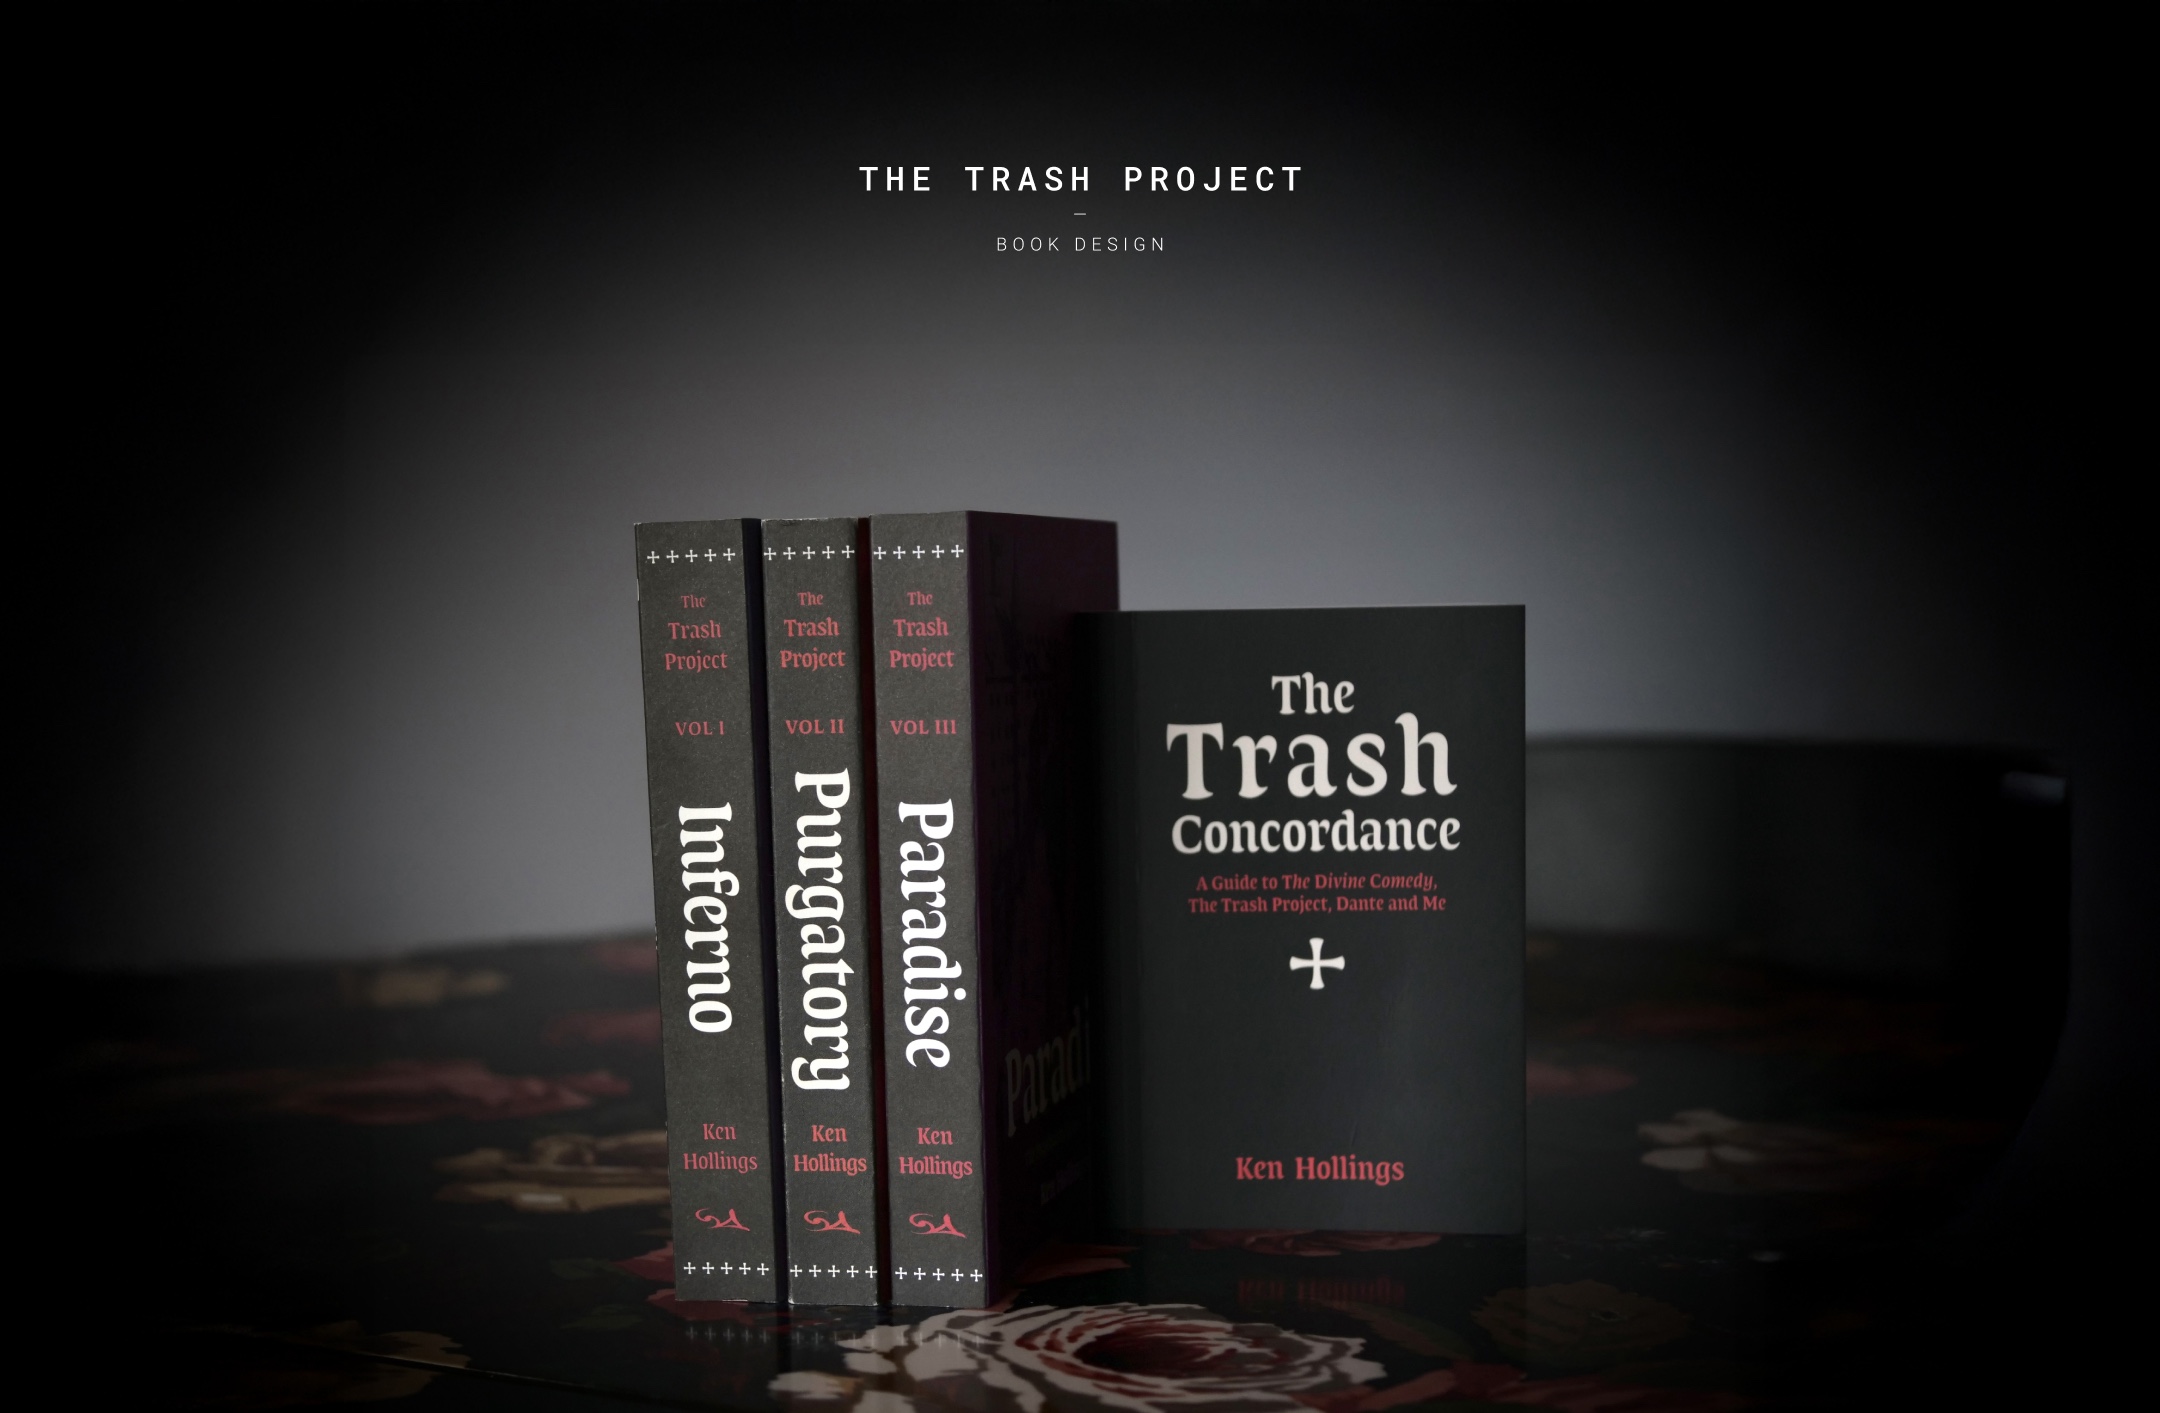 THE TRASH PROJECT
BOOK DESIGN
The
Trash
Project
VOL I
Inferno
Ken
Hollings
The
Trash
Project
VOL II
Purgatory
Ken
Hollings
The
Trash
Project
VOL III
Paradise
Ken
Hollings
Paradi
The
Trash
Concordance
A Guide to The Divine Comedy,
The Trash Project, Dante and Me
Ken Hollings